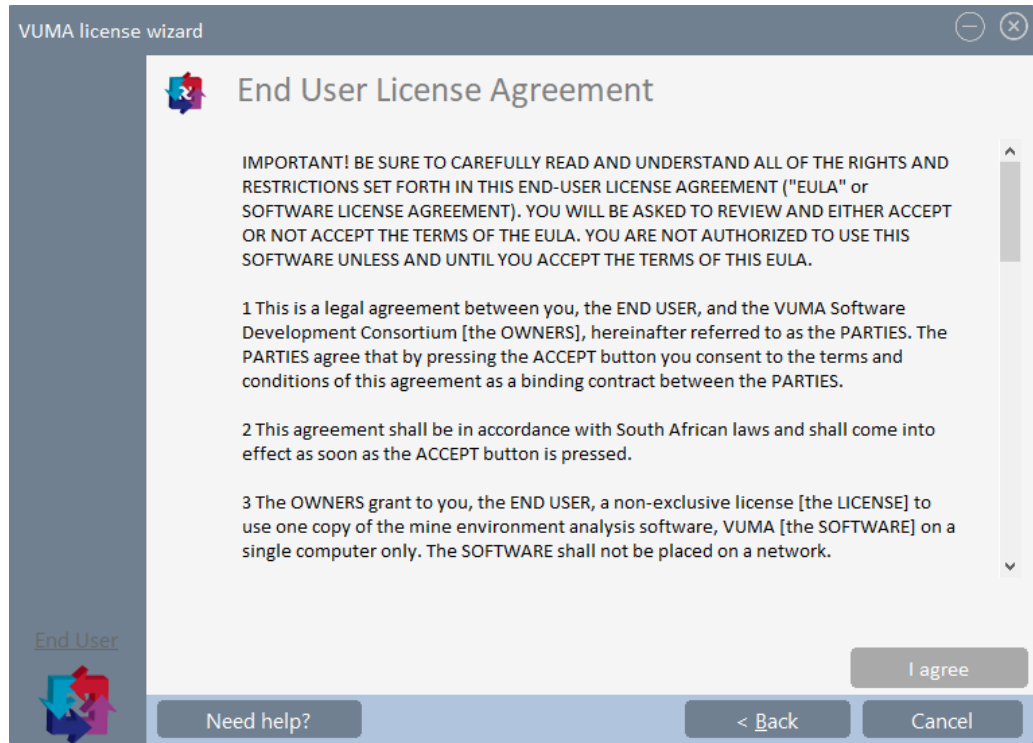 VUMA license wizard
End User License Agreement
IMPORTANT! BE SURE TO CAREFULLY READ AND UNDERSTAND ALL OF THE RIGHTS AND
RESTRICTIONS SET FORTH IN THIS END-USER LICENSE AGREEMENT ("EULA" or
SOFTWARE LICENSE AGREEMENT). YOU WILL BE ASKED TO REVIEW AND EITHER ACCEPT
OR NOT ACCEPT THE TERMS OF THE EULA. YOU ARE NOT AUTHORIZED TO USE THIS
SOFTWARE UNLESS AND UNTIL YOU ACCEPT THE TERMS OF THIS EULA.
1 This is a legal agreement between you, the END USER, and the VUMA Software
Development Consortium [the OWNERS], hereinafter referred to as the PARTIES. The
PARTIES agree that by pressing the ACCEPT button you consent to the terms and
conditions of this agreement as a binding contract between the PARTIES.
2 This agreement shall be in accordance with South African laws and shall come into
effect as soon as the ACCEPT button is pressed.
3 The OWNERS grant to you, the END USER, a non-exclusive license [the LICENSE] to
use one copy of the mine environment analysis software, VUMA [the SOFTWARE] on a
single computer only. The SOFTWARE shall not be placed on a network.
End User
I agree
Need help?
< Back
Cancel